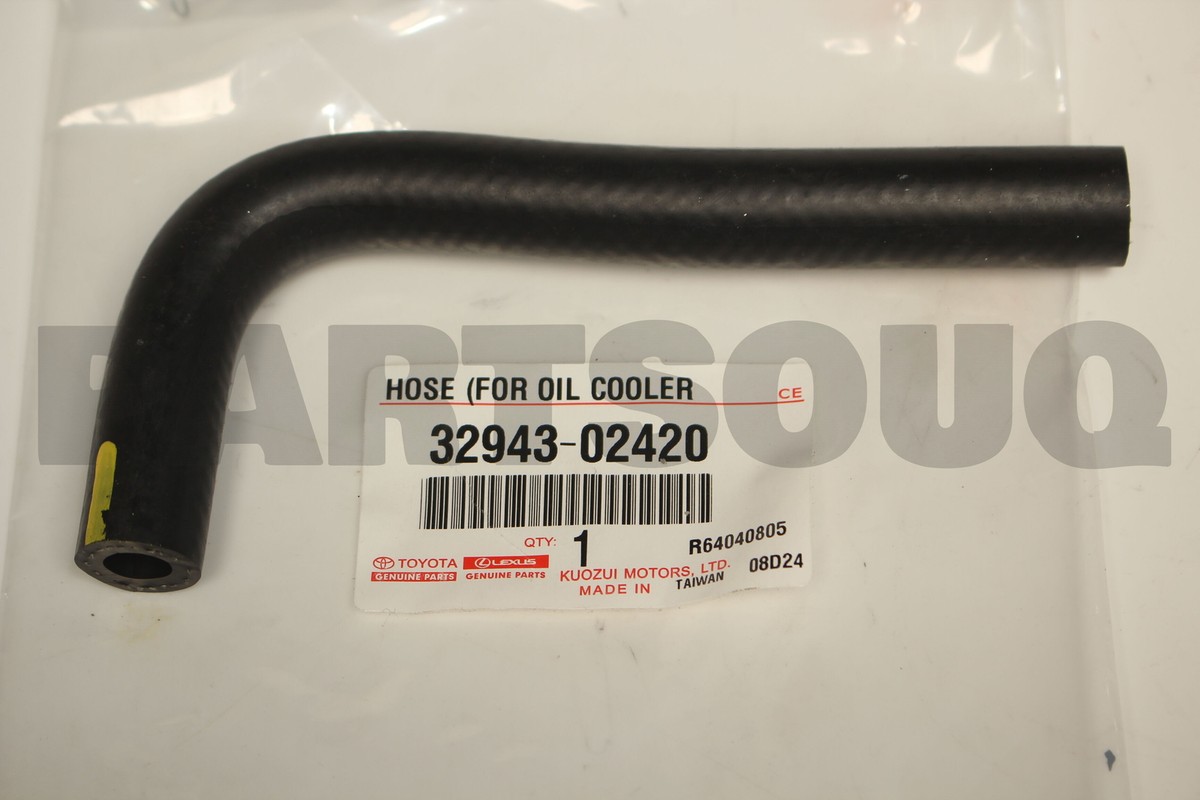 PARTSOUQ
HOSE (FOR OIL COOLER
CE
32943-02420
QTY: 1
R64040805
TOYOTA
GENUINE PARTS
LEXUS
GENUINE PARTS
KUOZUI MOTORS, LTD.
MADE IN TAIWAN
08D24